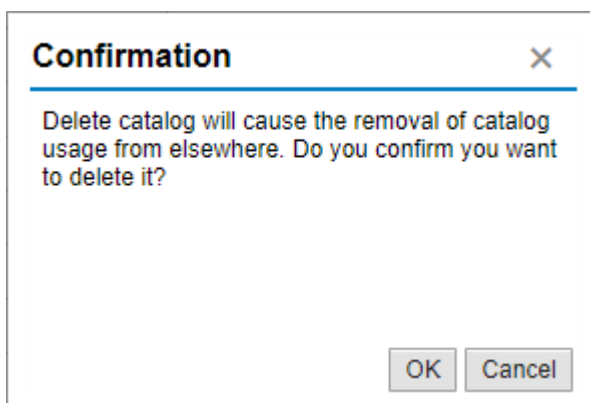 Confirmation
Delete catalog will cause the removal of catalog
usage from elsewhere. Do you confirm you want
to delete it?
OK Cancel